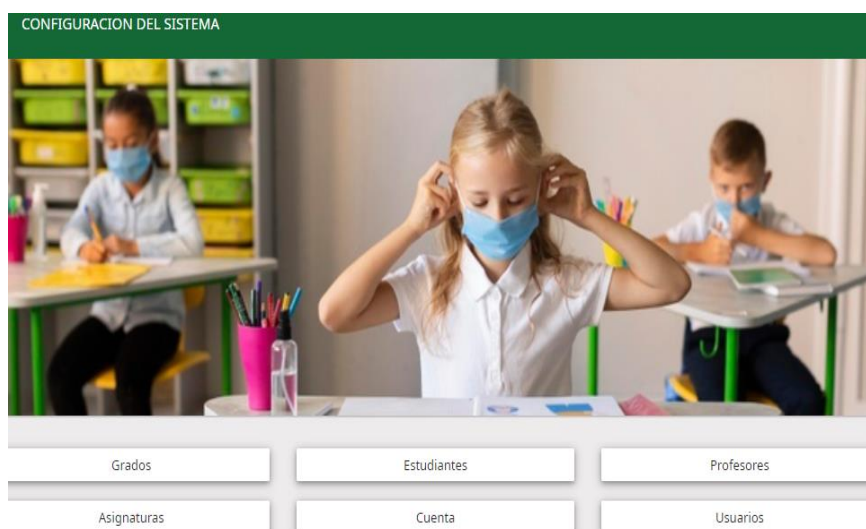 CONFIGURACION DEL SISTEMA
Grados
Estudiantes
Profesores
Asignaturas
Cuenta
Usuarios